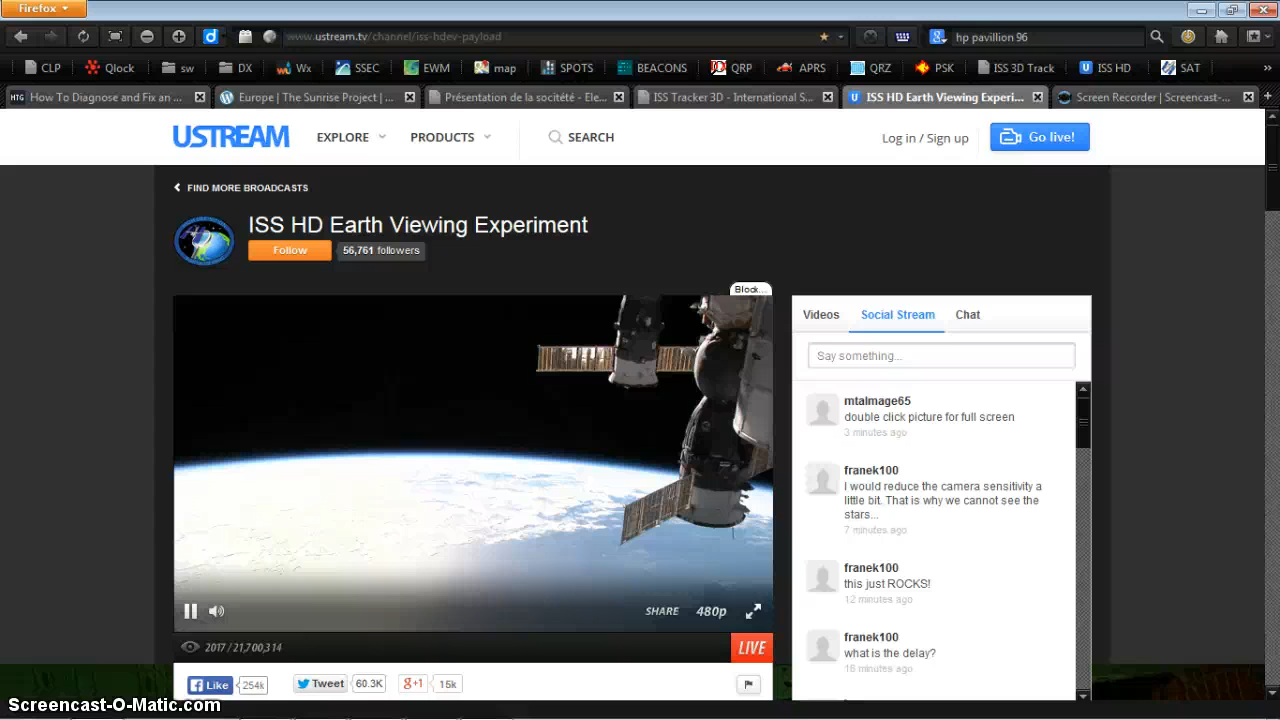 Firefox
www.ustream.tv/channel/iss-hdev-payload
hp pavillion 96
CLP
Qlock
sw
DX
Wx
SSEC
EWM
map
SPOTS
BEACONS
QRP
APRS
QRZ
PSK
ISS 3D Track
ISS HD
SAT
»
HTG How To Diagnose and Fix an ...
Europe | The Sunrise Project | ...
Présentation de la socitété - Ele...
ISS Tracker 3D - International S...
ISS HD Earth Viewing Experi...
Screen Recorder | Screencast-...
USTREAM
EXPLORE
PRODUCTS
SEARCH
Log in / Sign up
Go live!
FIND MORE BROADCASTS
ISS HD Earth Viewing Experiment
Follow
56,761 followers
Block...
SHARE
480p
2017 / 21,700,314
LIVE
Like
254k
Tweet
60.3K
g+1
15k
Videos
Social Stream
Chat
Say something...
mtalmage65
double click picture for full screen
3 minutes ago
franek100
I would reduce the camera sensitivity a
little bit. That is why we cannot see the
stars...
7 minutes ago
franek100
this just ROCKS!
12 minutes ago
franek100
what is the delay?
16 minutes ago
Screencast-O-Matic.com